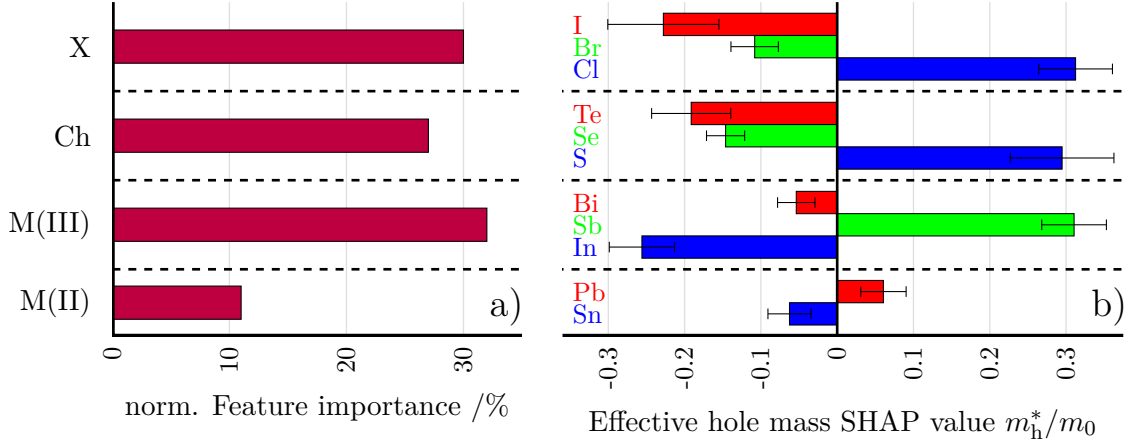 X
Ch
M(III)
M(II)
0
10
20
30
norm. Feature importance /%
a)
I
Br
Cl
Te
Se
S
Bi
Sb
In
Pb
Sn
-0.3
-0.2
-0.1
0
0.1
0.2
0.3
Effective hole mass SHAP value m*h/m0
b)